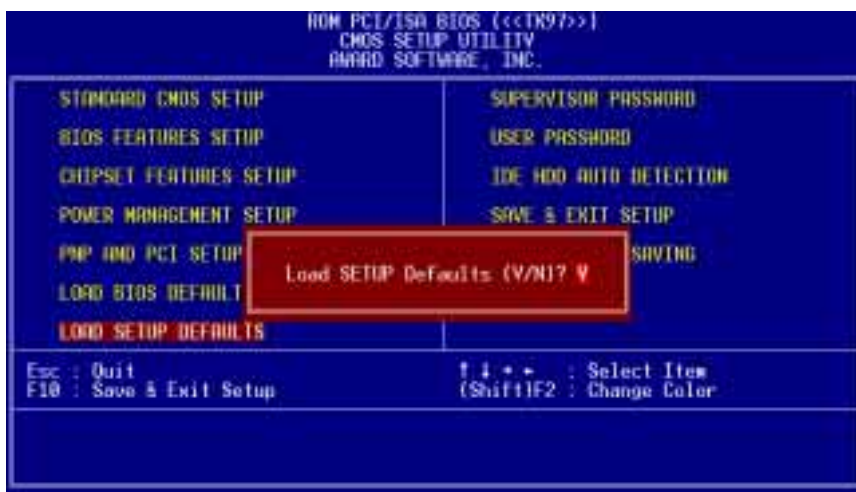 ROM PCI/ISA BIOS (<<TX97>>)
CMOS SETUP UTILITY
AWARD SOFTWARE, INC.
STANDARD CMOS SETUP
BIOS FEATURES SETUP
CHIPSET FEATURES SETUP
POWER MANAGEMENT SETUP
PNP AND PCI SETUP
LOAD BIOS DEFAULT
LOAD SETUP DEFAULTS
SUPERVISOR PASSWORD
USER PASSWORD
IDE HDD AUTO DETECTION
SAVE & EXIT SETUP
SAVING
Load SETUP Defaults (Y/N)? Y
Esc : Quit
F10 : Save & Exit Setup
↑ ↓ → ← : Select Item
(Shift)F2 : Change Color